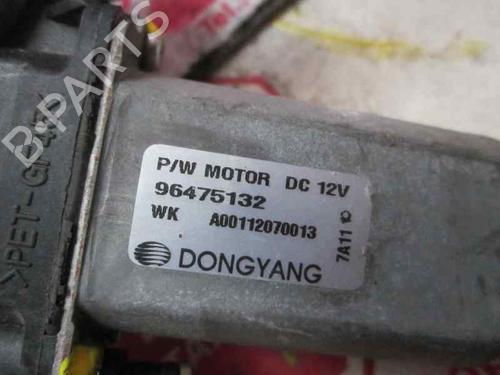 P/W MOTOR DC 12V
96475132
WK A00112070013
7A11
DONGYANG
B-PARTS